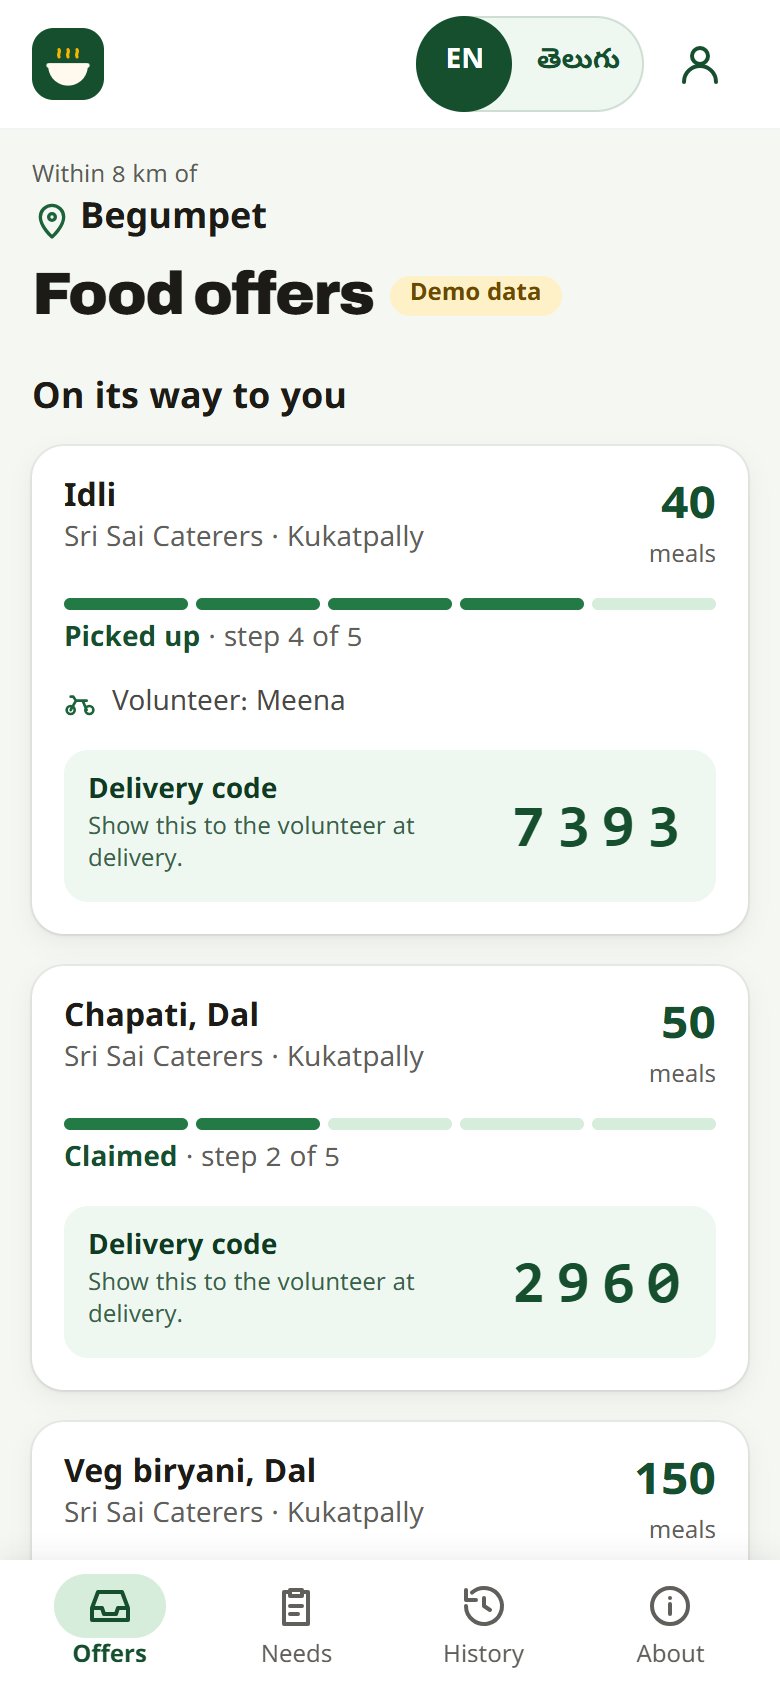 EN
తెలుగు
Within 8 km of
Begumpet
Food offers
Demo data
On its way to you
Idli
40
Sri Sai Caterers · Kukatpally
meals
Picked up · step 4 of 5
Volunteer: Meena
Delivery code
Show this to the volunteer at
delivery.
7393
Chapati, Dal
50
Sri Sai Caterers · Kukatpally
meals
Claimed · step 2 of 5
Delivery code
Show this to the volunteer at
delivery.
2960
Veg biryani, Dal
150
Sri Sai Caterers · Kukatpally
meals
Offers
Needs
History
About